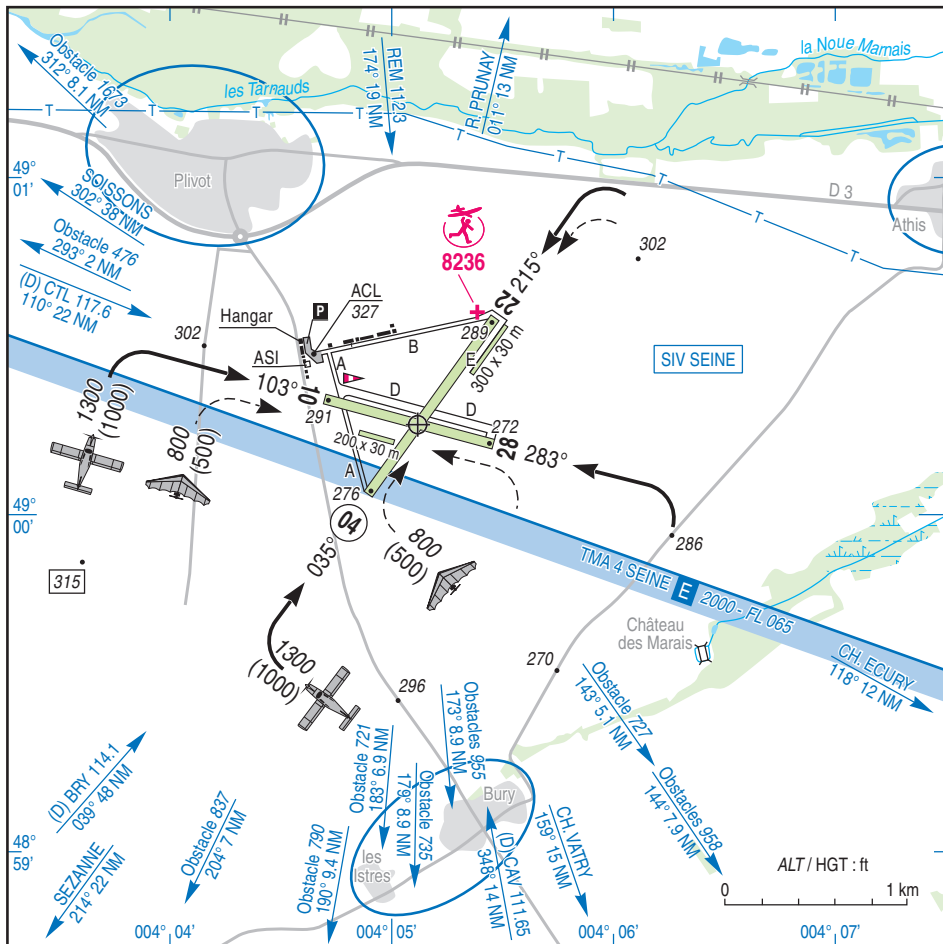 Obstacle 1673
312° 8.1 NM
les Tarnauds
REM 112.3
174° 19 NM
R. PRUNAY
011° 13 NM
la Noue Marnais
T
T
T
T
T
T
T
T
49°
01'
Plivot
D 3
Athis
SOISSONS
302° 38 NM
Obstacle 476
293° 2 NM
(D) CTL 117.6
110° 22 NM
8236
215°
22
302
Hangar
P
ACL
327
ASI
302
289
A
B
E
300 x 30 m
SIV SEINE
103°
10
291
D
D
272
28
283°
200 x 30 m
A
276
04
035°
1300
(1000)
800
(500)
800
(500)
49°
00'
286
315
TMA 4 SEINE E 2000 - FL 065
Château
des Marais
CH. ECURY
118° 12 NM
1300
(1000)
270
296
Obstacle 727
143° 5.1 NM
Obstacles 958
144° 7.9 NM
Obstacle 721
183° 6.9 NM
Obstacles 955
173° 8.9 NM
Obstacle 735
179° 8.9 NM
(D) BRY 114.1
039° 48 NM
Obstacle 837
204° 7 NM
Obstacle 790
190° 9.4 NM
SEZANNE
214° 22 NM
Bury
les
Istres
(D) CAV 111.65
348° 14 NM
CH. VATRY
159° 15 NM
48°
59'
ALT / HGT : ft
0 1 km
004° 04' 004° 05' 004° 06' 004° 07'